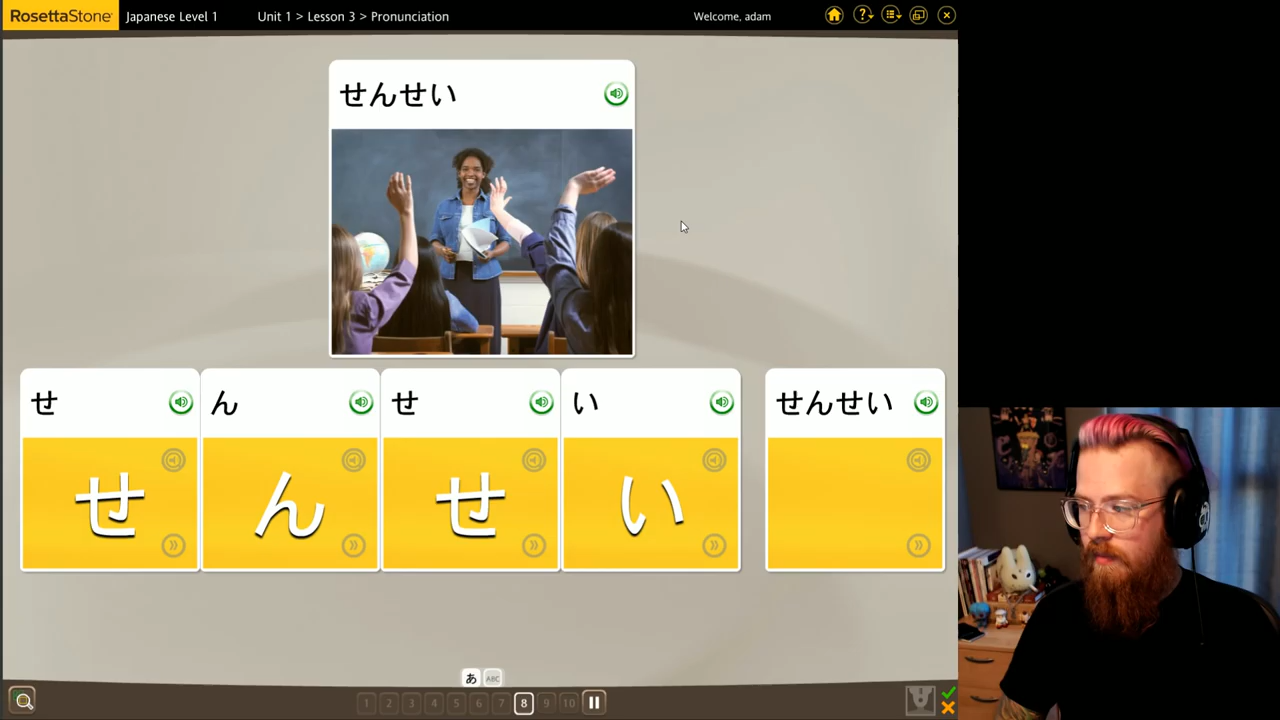 RosettaStone Japanese Level 1 Unit 1 > Lesson 3 > Pronunciation Welcome, adam
せんせい
せ ん せ い せんせい
せ ん せ い
あ ABC
1 2 3 4 5 6 7 8 9 10